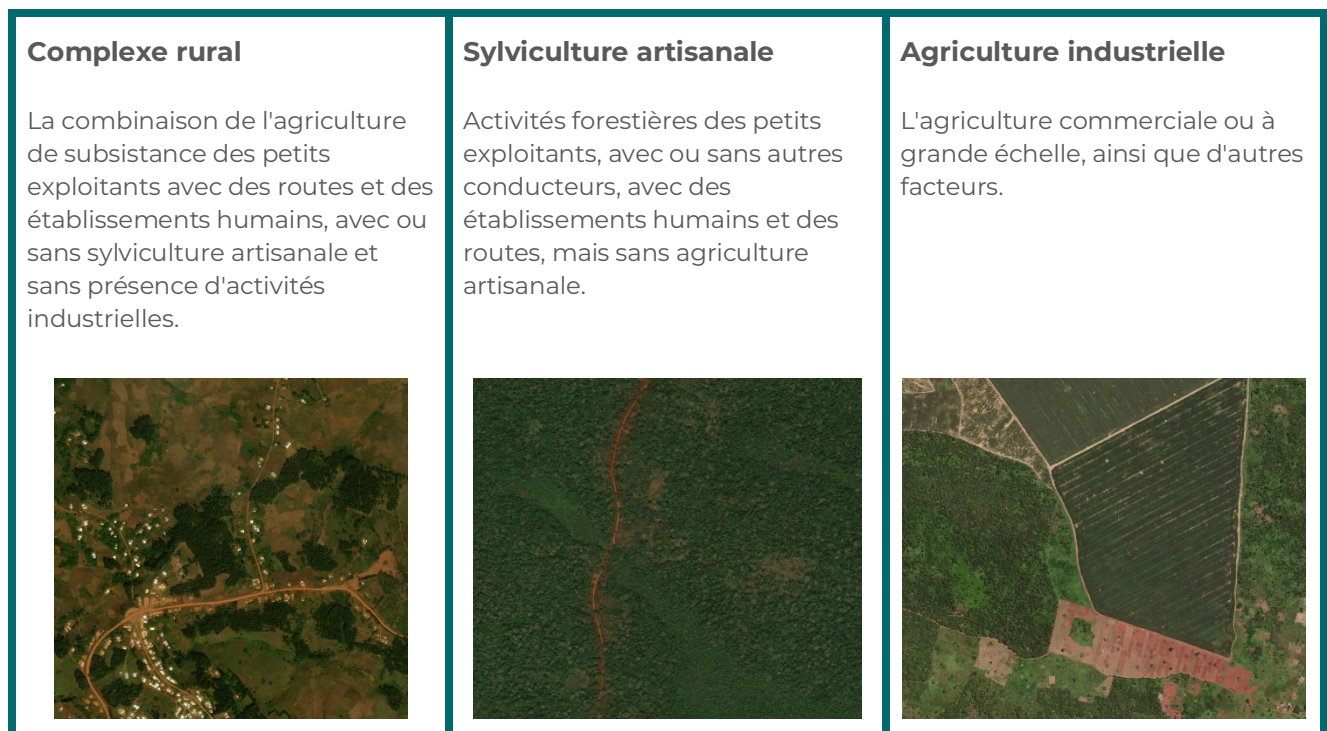 Complexe rural
La combinaison de l'agriculture
de subsistance des petits
exploitants avec des routes et des
établissements humains, avec ou
sans sylviculture artisanale et
sans présence d'activités
industrielles.
Sylviculture artisanale
Activités forestières des petits
exploitants, avec ou sans autres
conducteurs, avec des
établissements humains et des
routes, mais sans agriculture
artisanale.
Agriculture industrielle
L'agriculture commerciale ou à
grande échelle, ainsi que d'autres
facteurs.